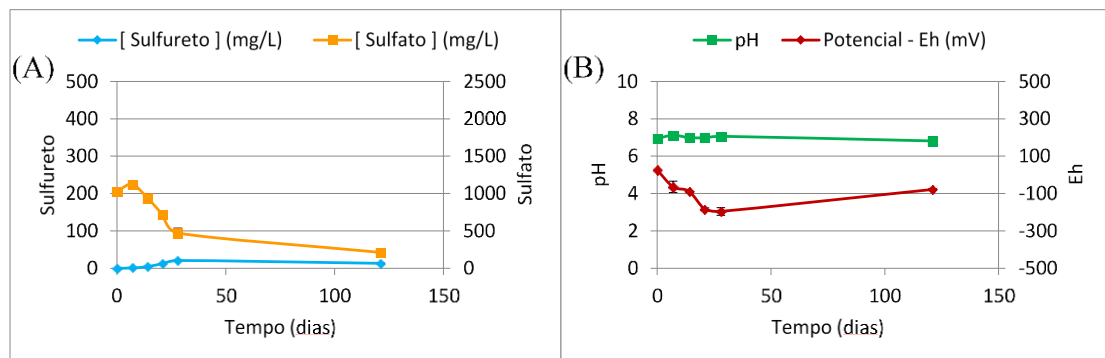 [ Sulfureto ] (mg/L) [ Sulfato ] (mg/L)
(A)
500 2500
400 2000
300 1500
200 1000
100 500
0 0
Sulfureto
Sulfato
0 50 100 150
Tempo (dias)
pH Potencial - Eh (mV)
(B)
10 500
8 300
6 100
4 -100
2 -300
0 -500
pH
Eh
0 50 100 150
Tempo (dias)